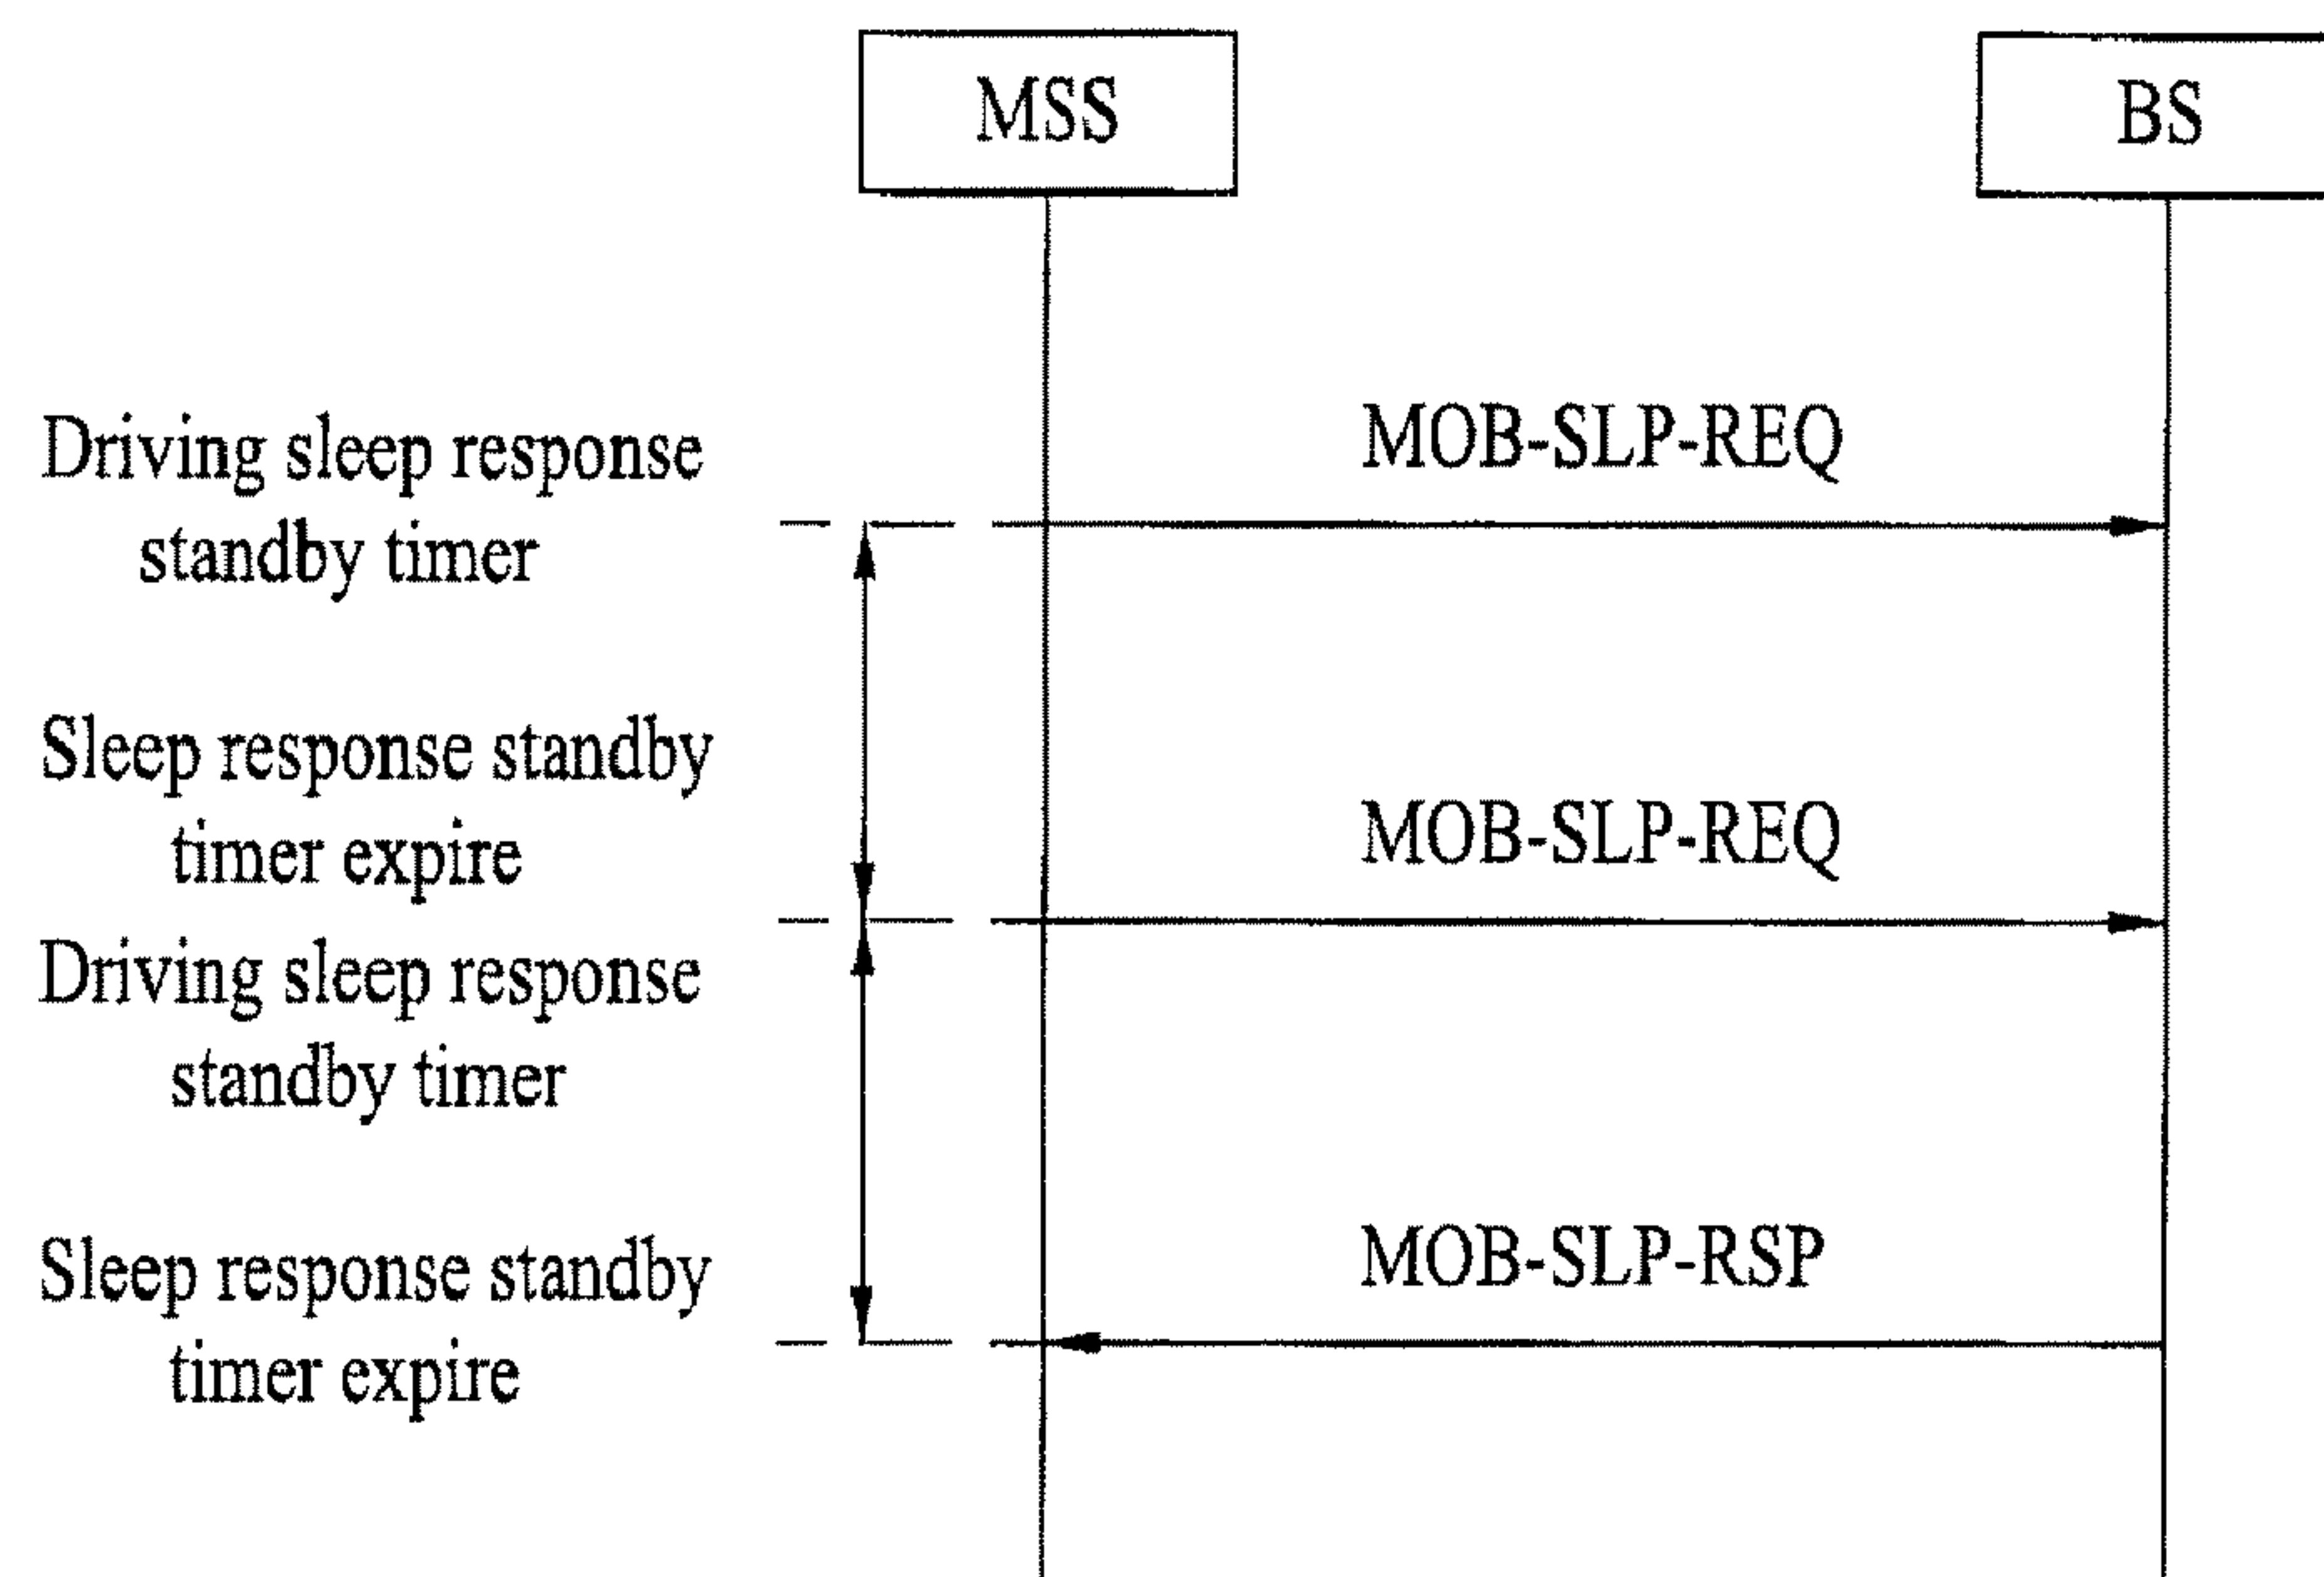 MSS
BS
Driving sleep response
standby timer
MOB-SLP-REQ
Sleep response standby
timer expire
MOB-SLP-REQ
Driving sleep response
standby timer
Sleep response standby
timer expire
MOB-SLP-RSP